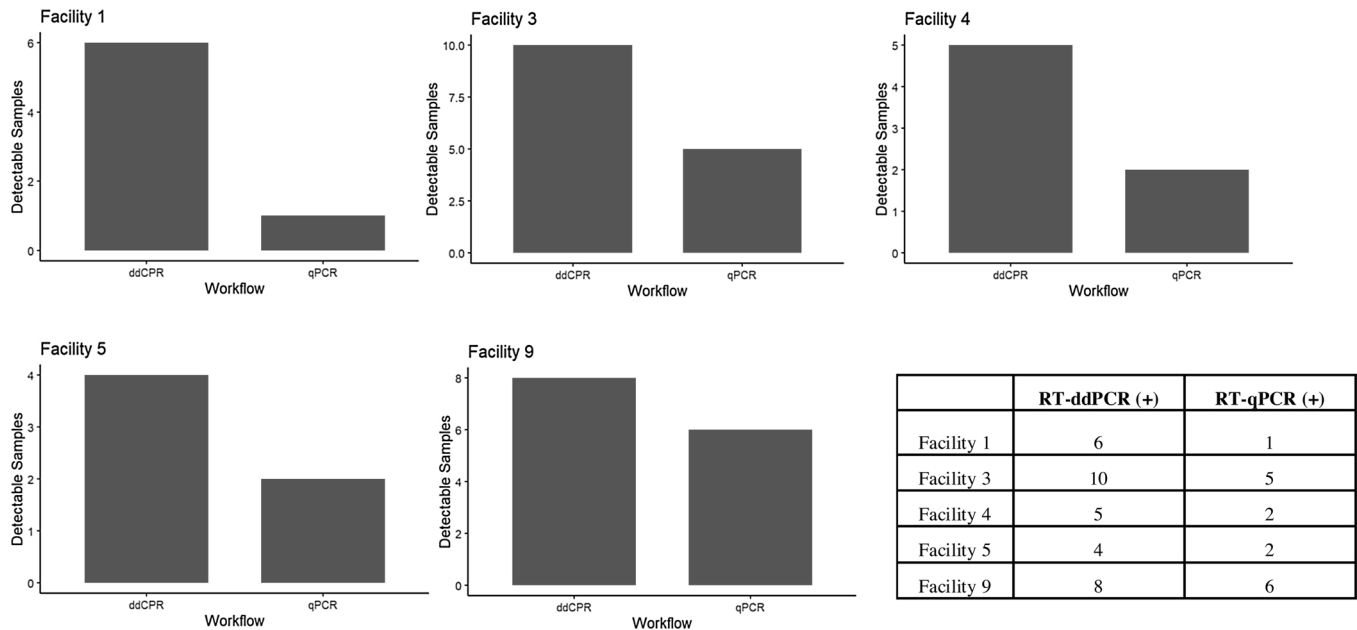 Facility 1
Detectable Samples
6
4
2
0
ddCPR qPCR
Workflow
Facility 3
Detectable Samples
10.0
7.5
5.0
2.5
0.0
ddCPR qPCR
Workflow
Facility 4
Detectable Samples
5
4
3
2
1
0
ddCPR qPCR
Workflow
Facility 5
Detectable Samples
4
3
2
1
0
ddCPR qPCR
Workflow
Facility 9
Detectable Samples
8
6
4
2
0
ddCPR qPCR
Workflow
RT-ddPCR (+) RT-qPCR (+)
Facility 1 6 1
Facility 3 10 5
Facility 4 5 2
Facility 5 4 2
Facility 9 8 6